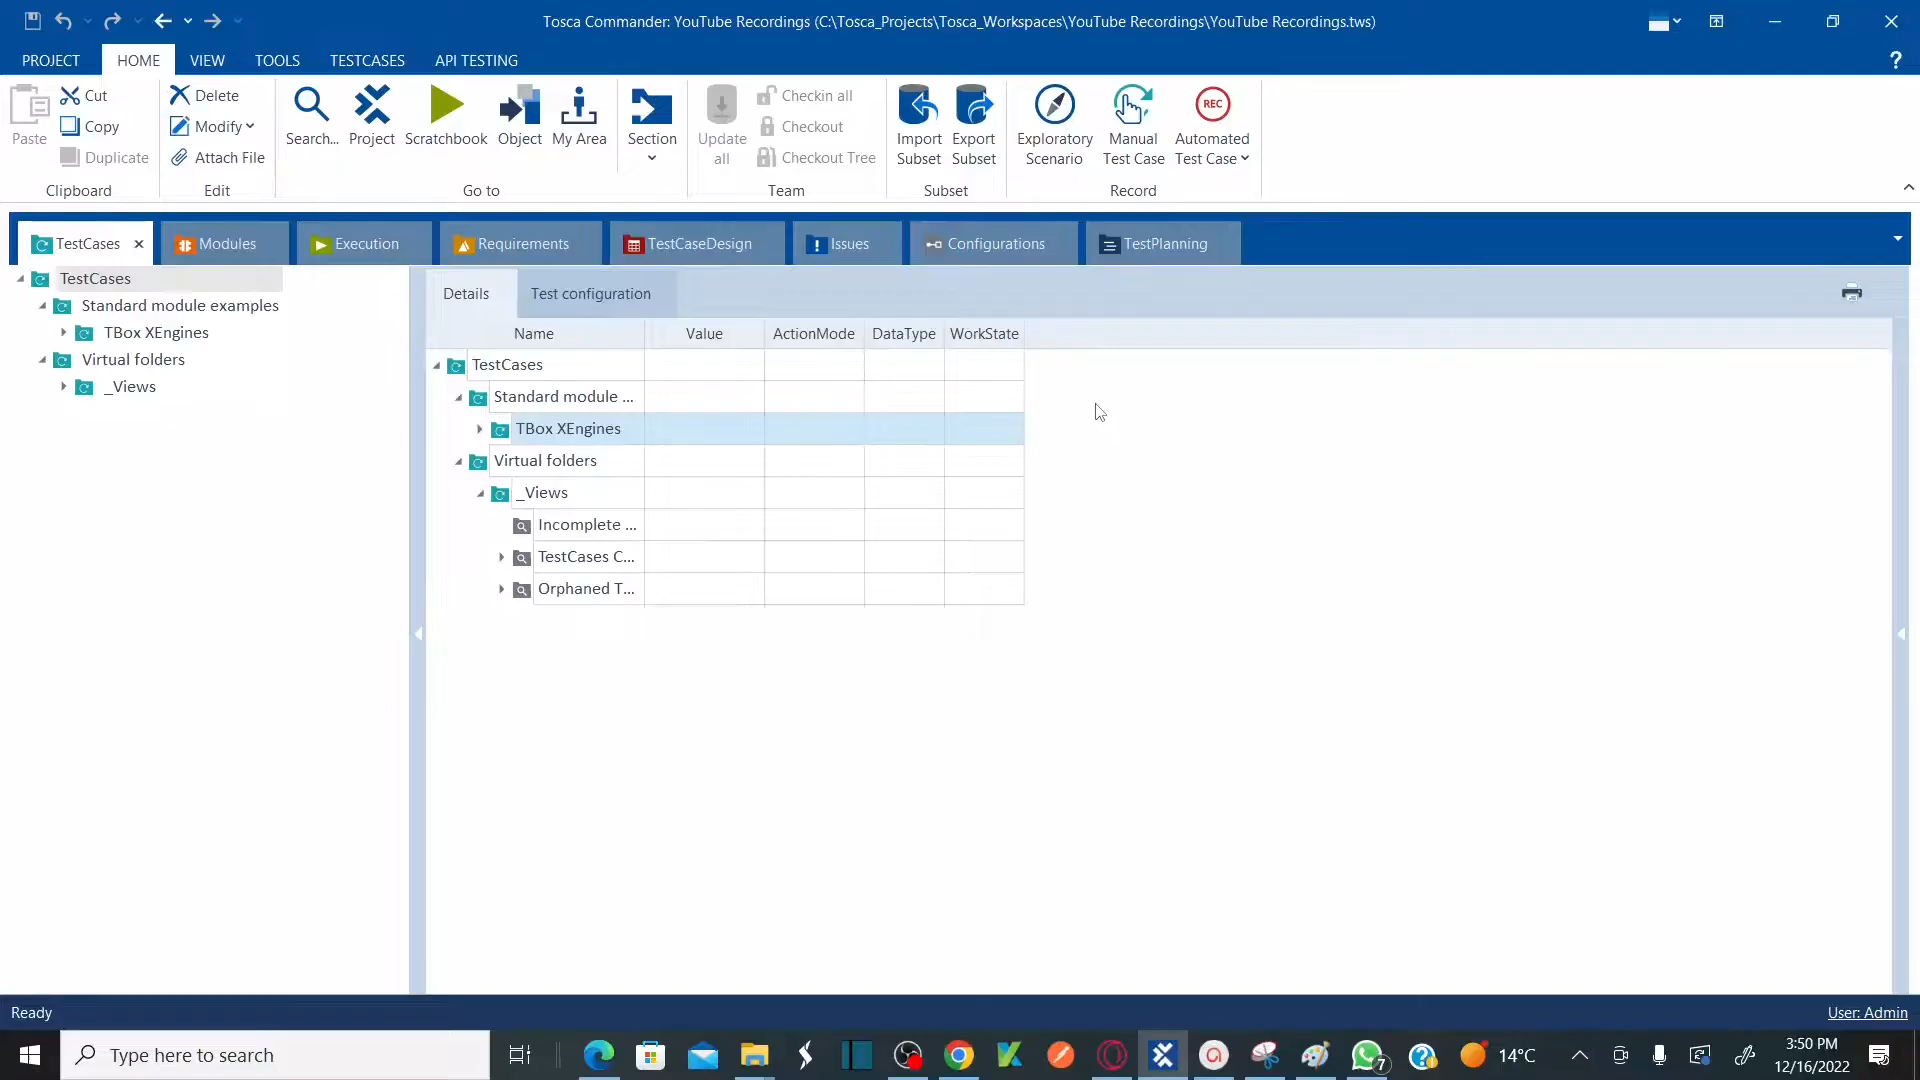 Tosca Commander: YouTube Recordings (C:\Tosca_Projects\Tosca_Workspaces\YouTube Recordings\YouTube Recordings.tws)
PROJECT HOME VIEW TOOLS TESTCASES API TESTING ?
Paste Cut Copy Duplicate
Clipboard
Delete
Modify
Attach File
Edit
Search... Project Scratchbook Object My Area Section
Go to
Update all
Checkin all
Checkout
Checkout Tree
Team
Import Subset Export Subset
Subset
Exploratory Scenario Manual Test Case REC Automated Test Case
Record
TestCases Modules Execution Requirements TestCaseDesign Issues Configurations TestPlanning
TestCases
Standard module examples
TBox XEngines
Virtual folders
_Views
Details Test configuration
Name Value ActionMode DataType WorkState
TestCases
Standard module ...
TBox XEngines
Virtual folders
_Views
Incomplete ...
TestCases C...
Orphaned T...
Ready User: Admin
Type here to search
7
14°C
3:50 PM
12/16/2022